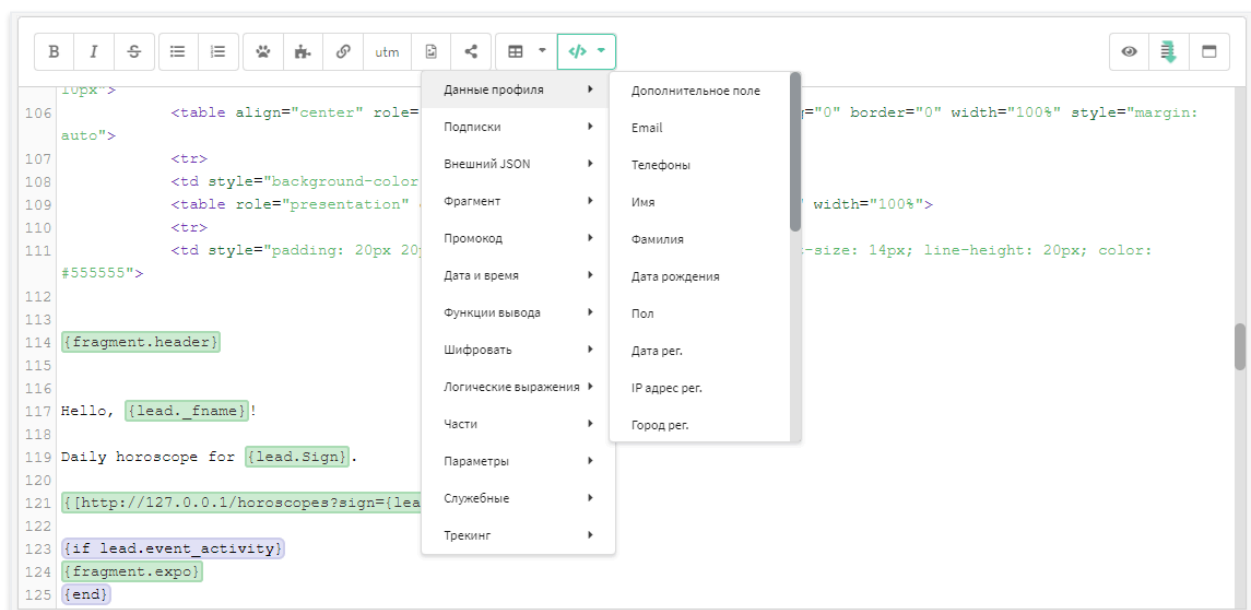 B I S utm </>
10px">
106 <table align="center" role= ="0" border="0" width="100%" style="margin:
auto">
107 <tr>
108 <td style="background-color
109 <table role="presentation" width="100%">
110 <tr>
111 <td style="padding: 20px 20p -size: 14px; line-height: 20px; color:
#555555">
112
113
114 {fragment.header}
115
116
117 Hello, {lead._fname}!
118
119 Daily horoscope for {lead.Sign}.
120
121 {[http://127.0.0.1/horoscopes?sign={lea
122
123 {if lead.event_activity}
124 {fragment.expo}
125 {end}
Данные профиля
Подписки
Внешний JSON
Фрагмент
Промокод
Дата и время
Функции вывода
Шифровать
Логические выражения
Части
Параметры
Служебные
Трекинг
Дополнительное поле
Email
Телефоны
Имя
Фамилия
Дата рождения
Пол
Дата рег.
IP адрес рег.
Город рег.